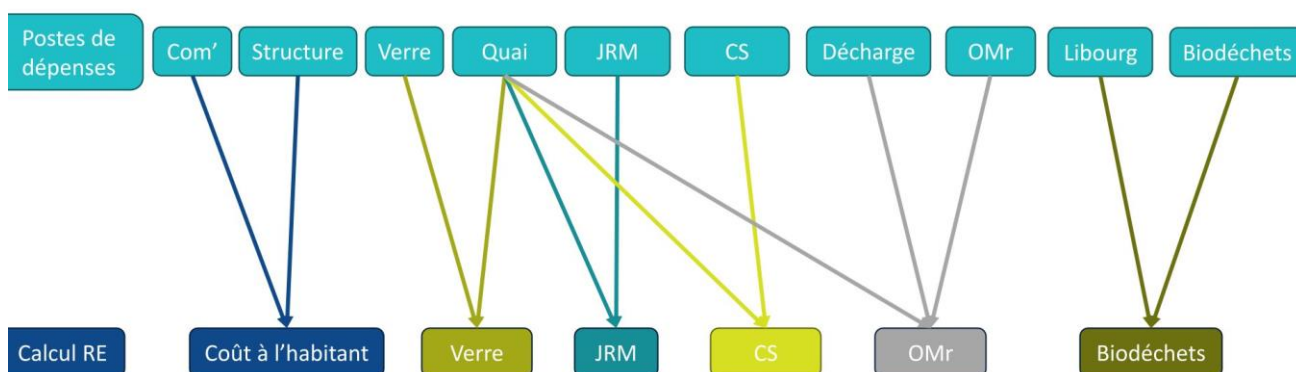 Postes de
dépenses
Com’
Structure
Verre
Quai
JRM
CS
Décharge
OMr
Libourg
Biodéchets
Calcul RE
Coût à l’habitant
Verre
JRM
CS
OMr
Biodéchets